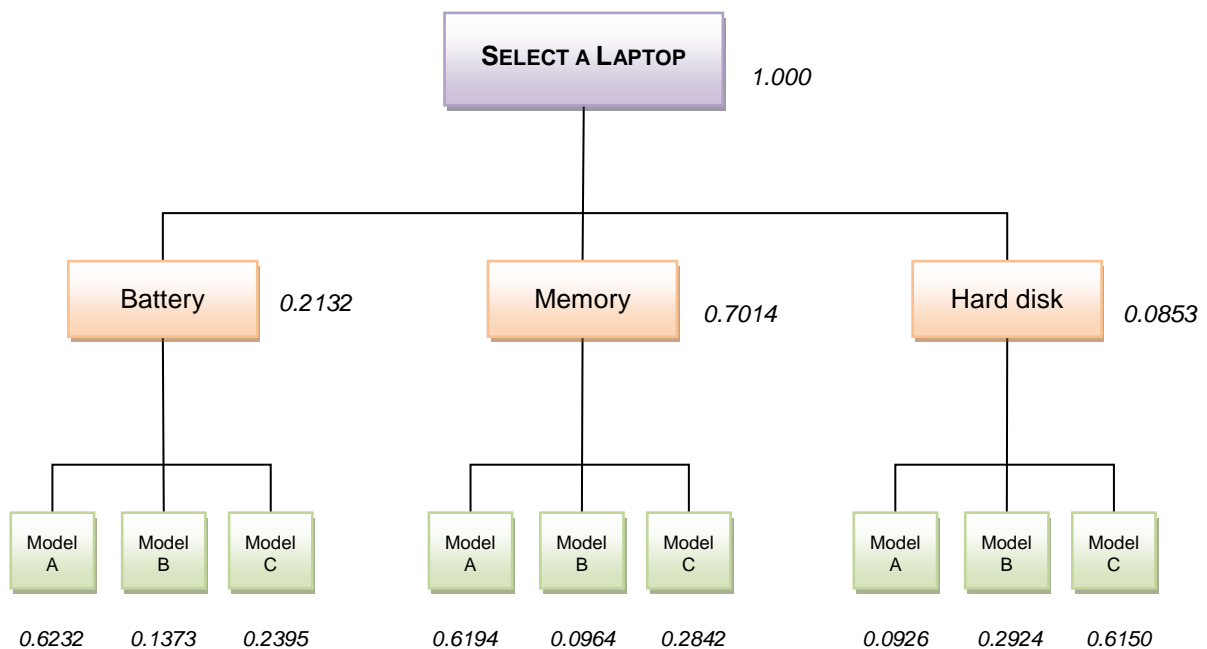 SELECT A LAPTOP
1.000
Battery
0.2132
Memory
0.7014
Hard disk
0.0853
Model
A
Model
B
Model
C
Model
A
Model
B
Model
C
Model
A
Model
B
Model
C
0.6232
0.1373
0.2395
0.6194
0.0964
0.2842
0.0926
0.2924
0.6150